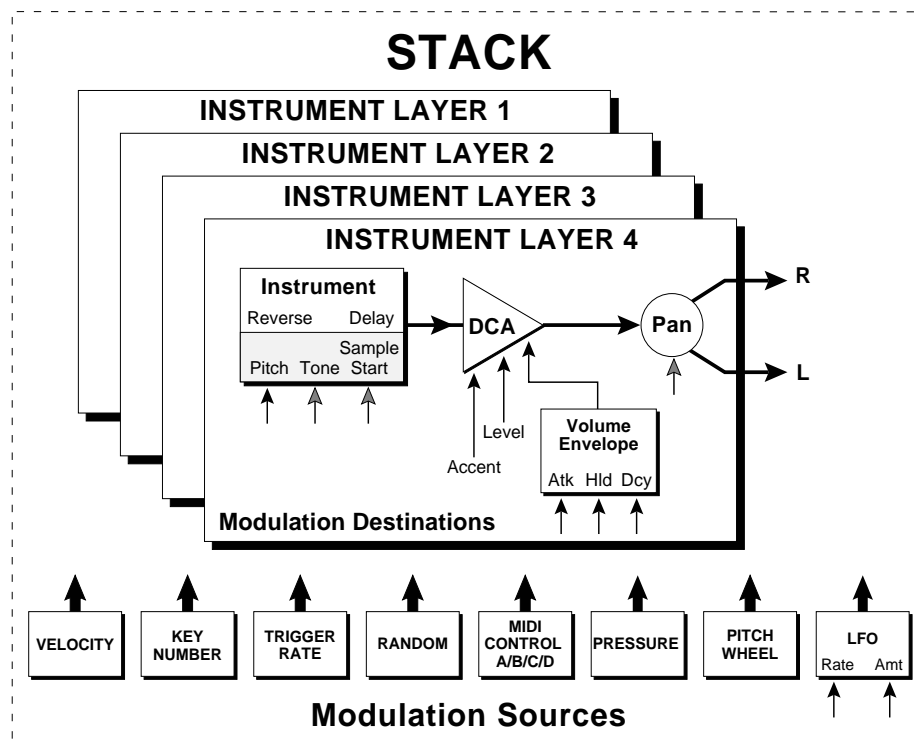 STACK
INSTRUMENT LAYER 1
INSTRUMENT LAYER 2
INSTRUMENT LAYER 3
INSTRUMENT LAYER 4
Instrument
Reverse Delay
Sample
Pitch Tone Start
DCA
Pan
R
L
Level
Accent
Volume
Envelope
Atk Hld Dcy
Modulation Destinations
VELOCITY
KEY
NUMBER
TRIGGER
RATE
RANDOM
MIDI
CONTROL
A/B/C/D
PRESSURE
PITCH
WHEEL
LFO
Rate Amt
Modulation Sources